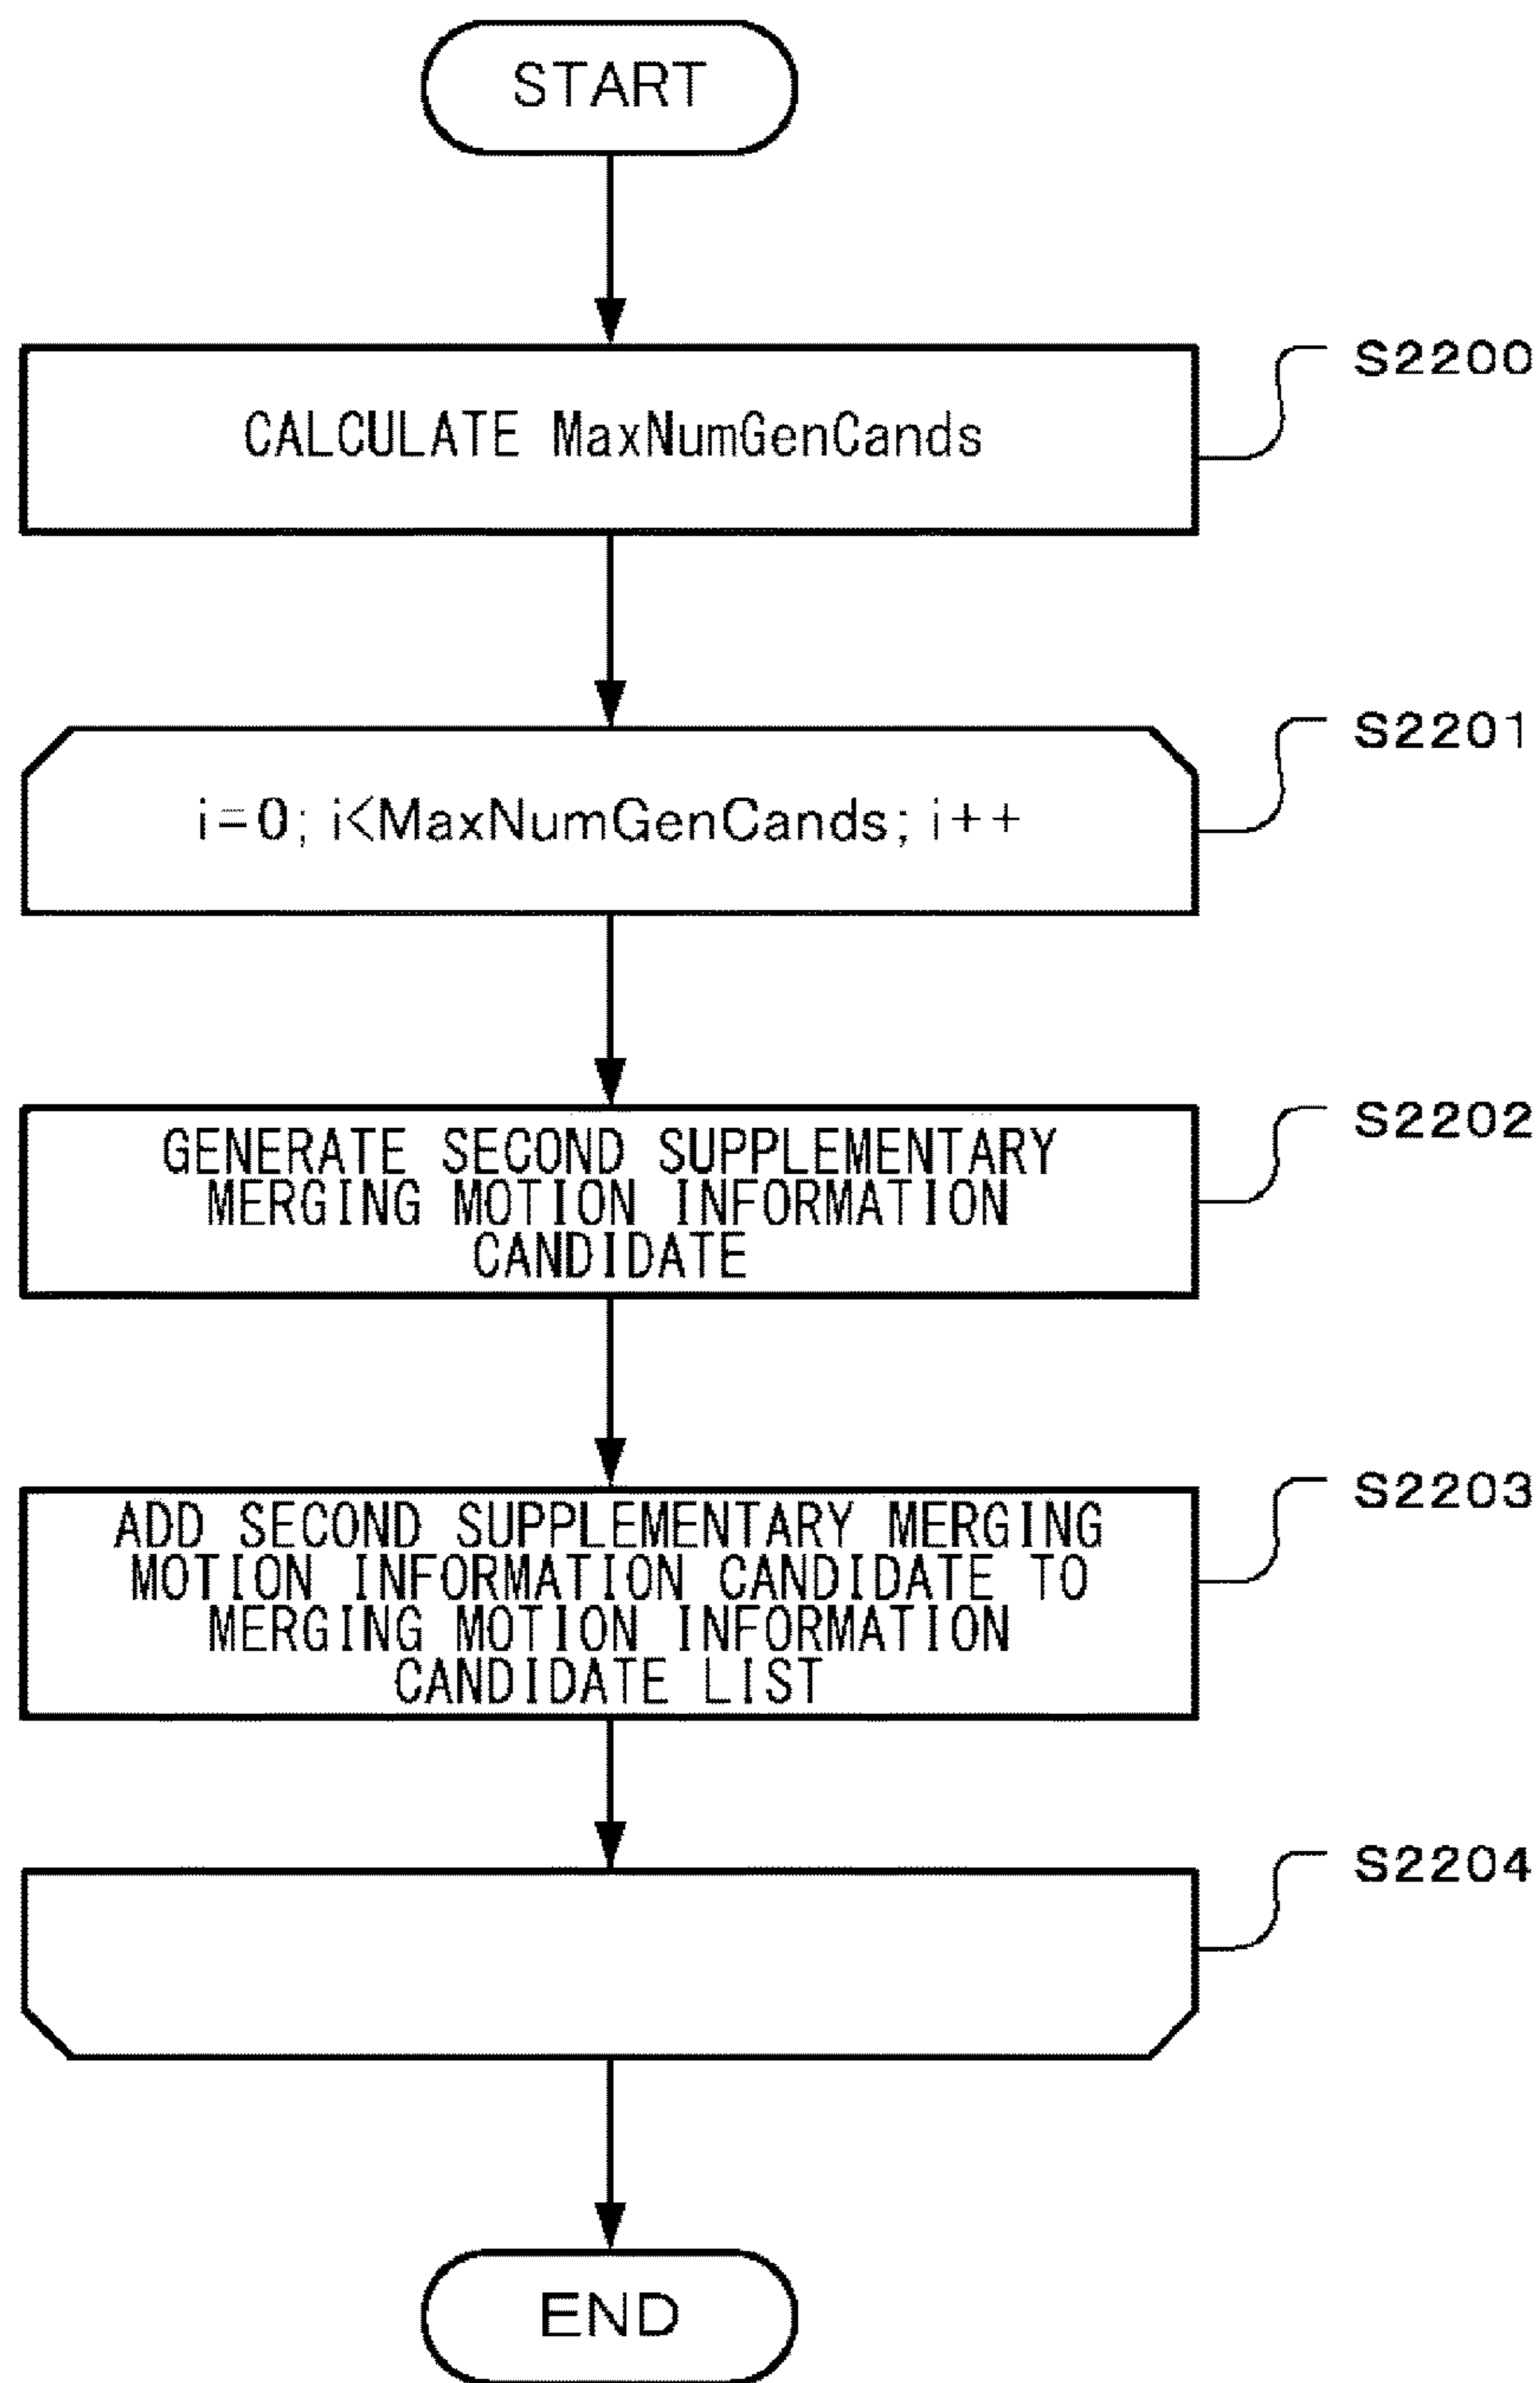 START
S2200
CALCULATE MaxNumGenCands
S2201
i=0; i<MaxNumGenCands; i++
S2202
GENERATE SECOND SUPPLEMENTARY
MERGING MOTION INFORMATION
CANDIDATE
S2203
ADD SECOND SUPPLEMENTARY MERGING
MOTION INFORMATION CANDIDATE TO
MERGING MOTION INFORMATION
CANDIDATE LIST
S2204
END